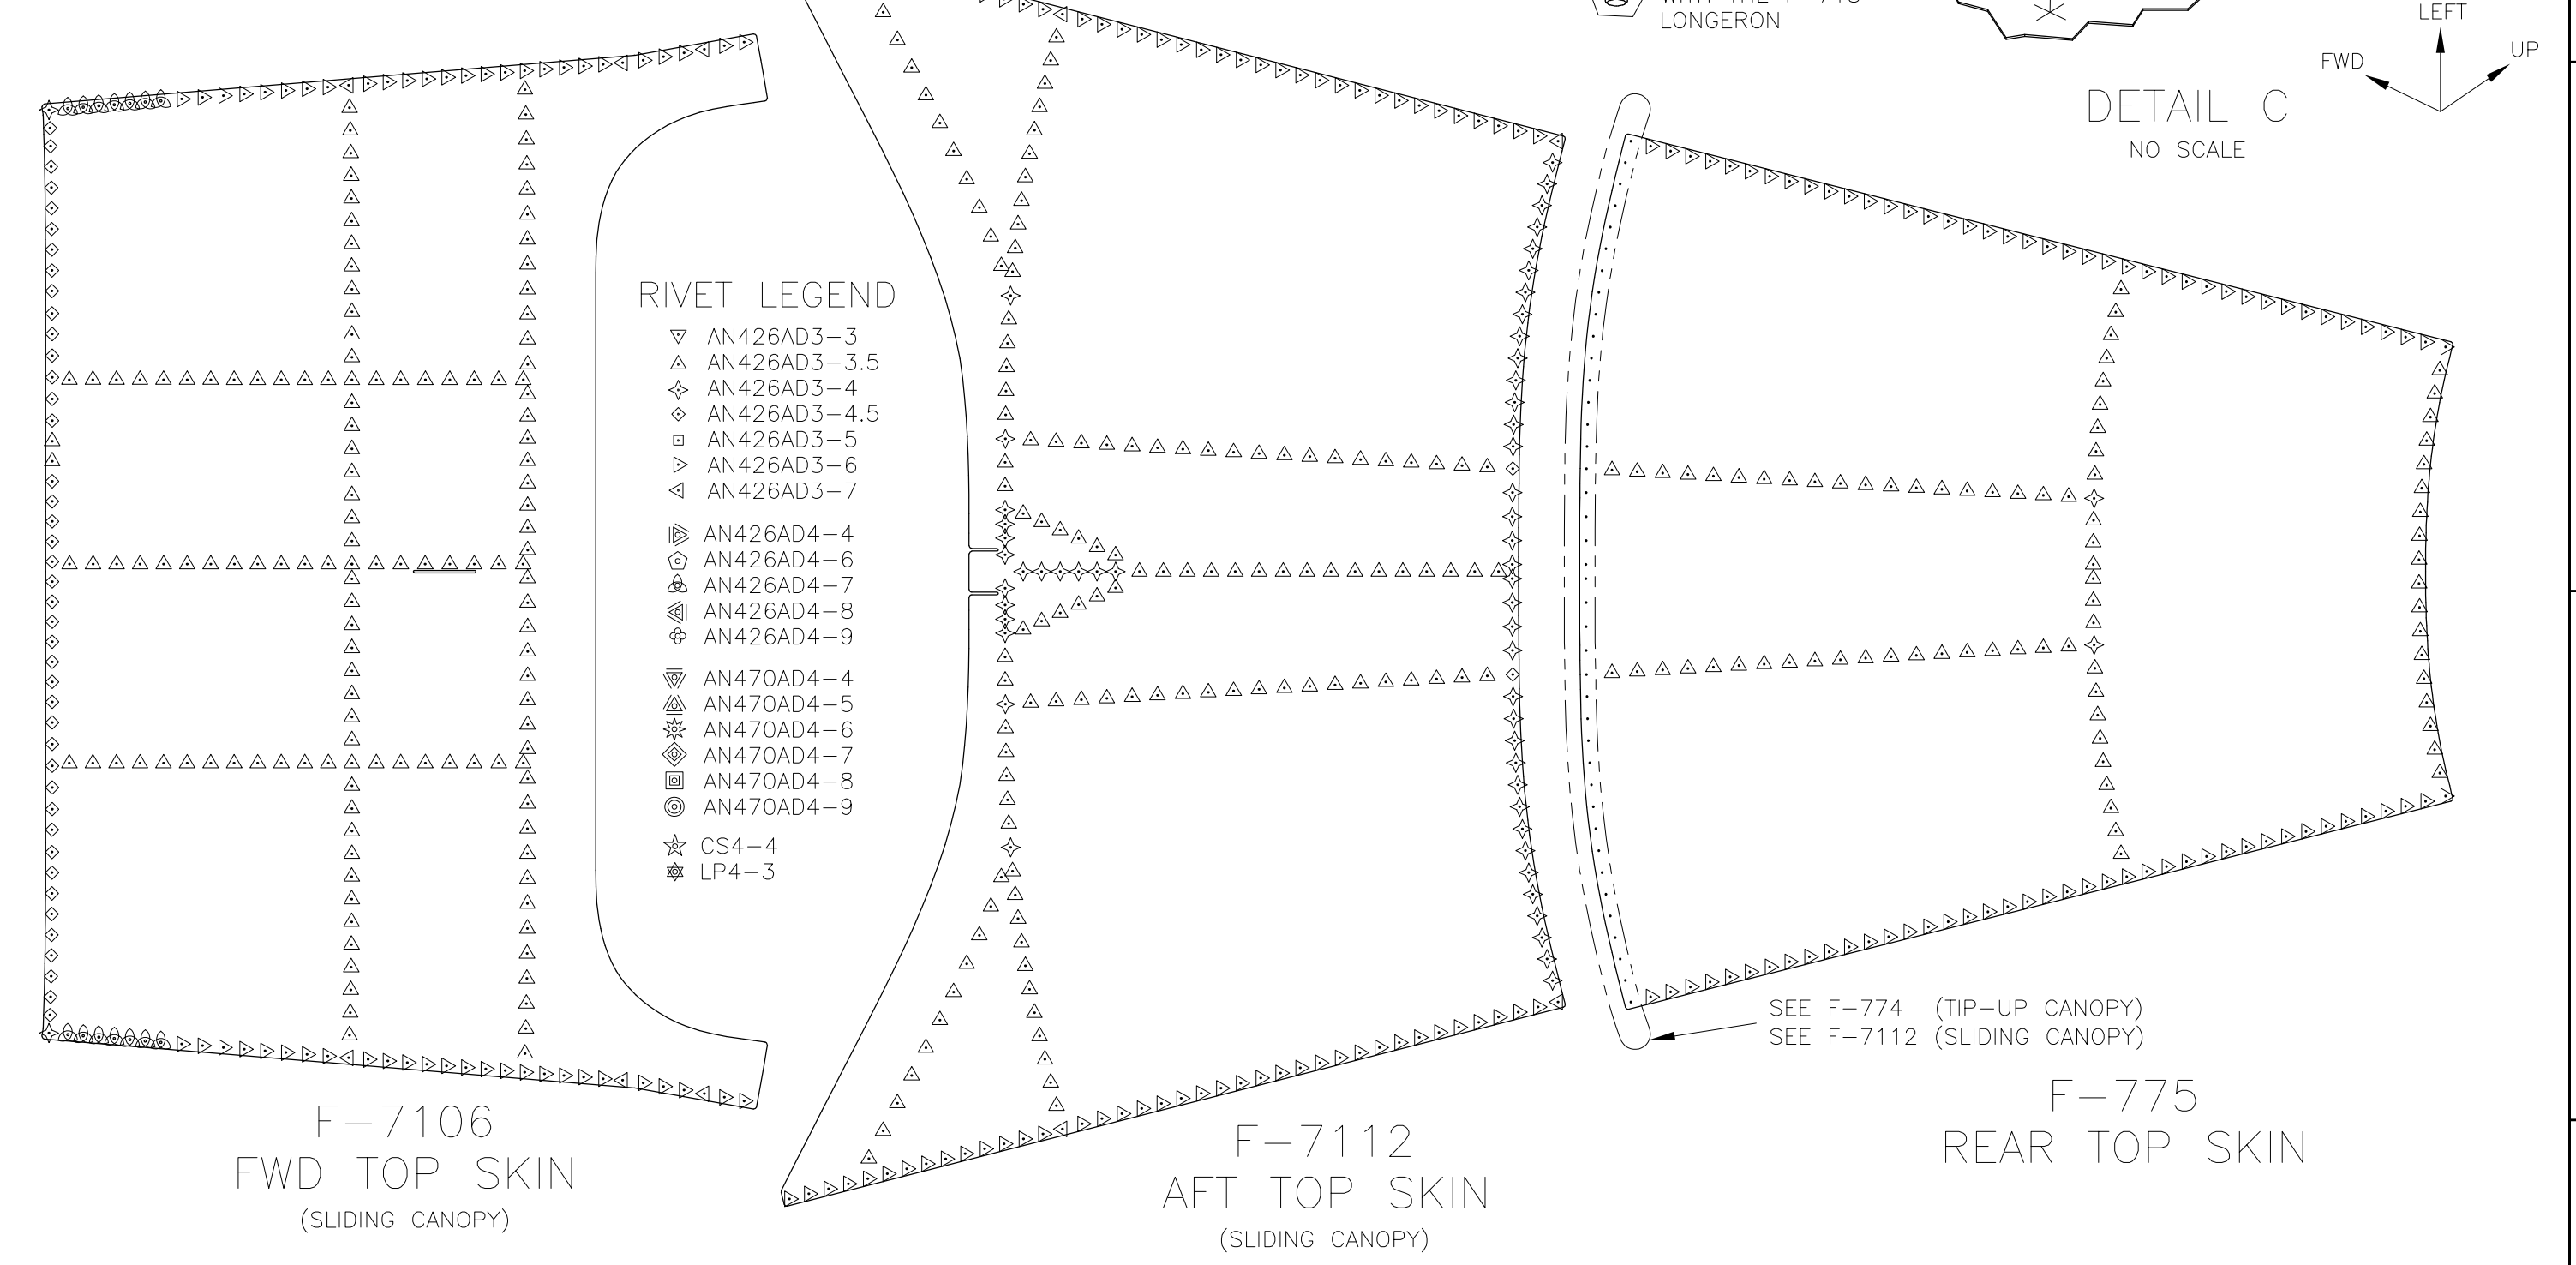 LONGERON
LEFT
FWD
UP
DETAIL C
NO SCALE
RIVET LEGEND
AN426AD3-3
AN426AD3-3.5
AN426AD3-4
AN426AD3-4.5
AN426AD3-5
AN426AD3-6
AN426AD3-7
AN426AD4-4
AN426AD4-6
AN426AD4-7
AN426AD4-8
AN426AD4-9
AN470AD4-4
AN470AD4-5
AN470AD4-6
AN470AD4-7
AN470AD4-8
AN470AD4-9
CS4-4
LP4-3
SEE F-774 (TIP-UP CANOPY)
SEE F-7112 (SLIDING CANOPY)
F-7106
FWD TOP SKIN
(SLIDING CANOPY)
F-7112
AFT TOP SKIN
(SLIDING CANOPY)
F-775
REAR TOP SKIN